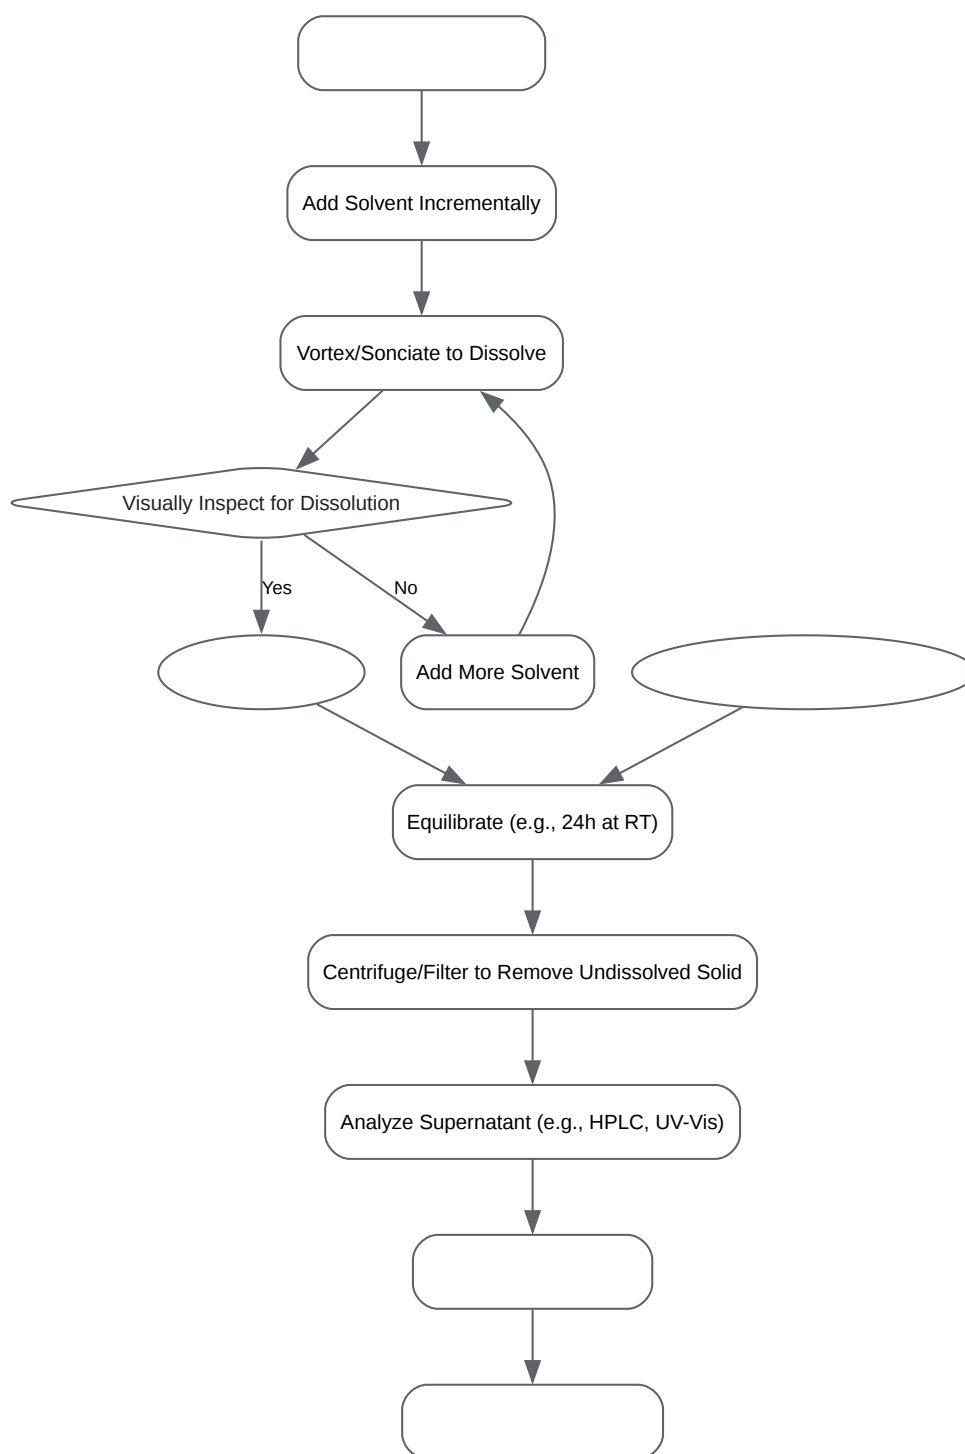 Add Solvent Incrementally
Vortex/Sonciate to Dissolve
Visually Inspect for Dissolution
Yes
No
Add More Solvent
Equilibrate (e.g., 24h at RT)
Centrifuge/Filter to Remove Undissolved Solid
Analyze Supernatant (e.g., HPLC, UV-Vis)